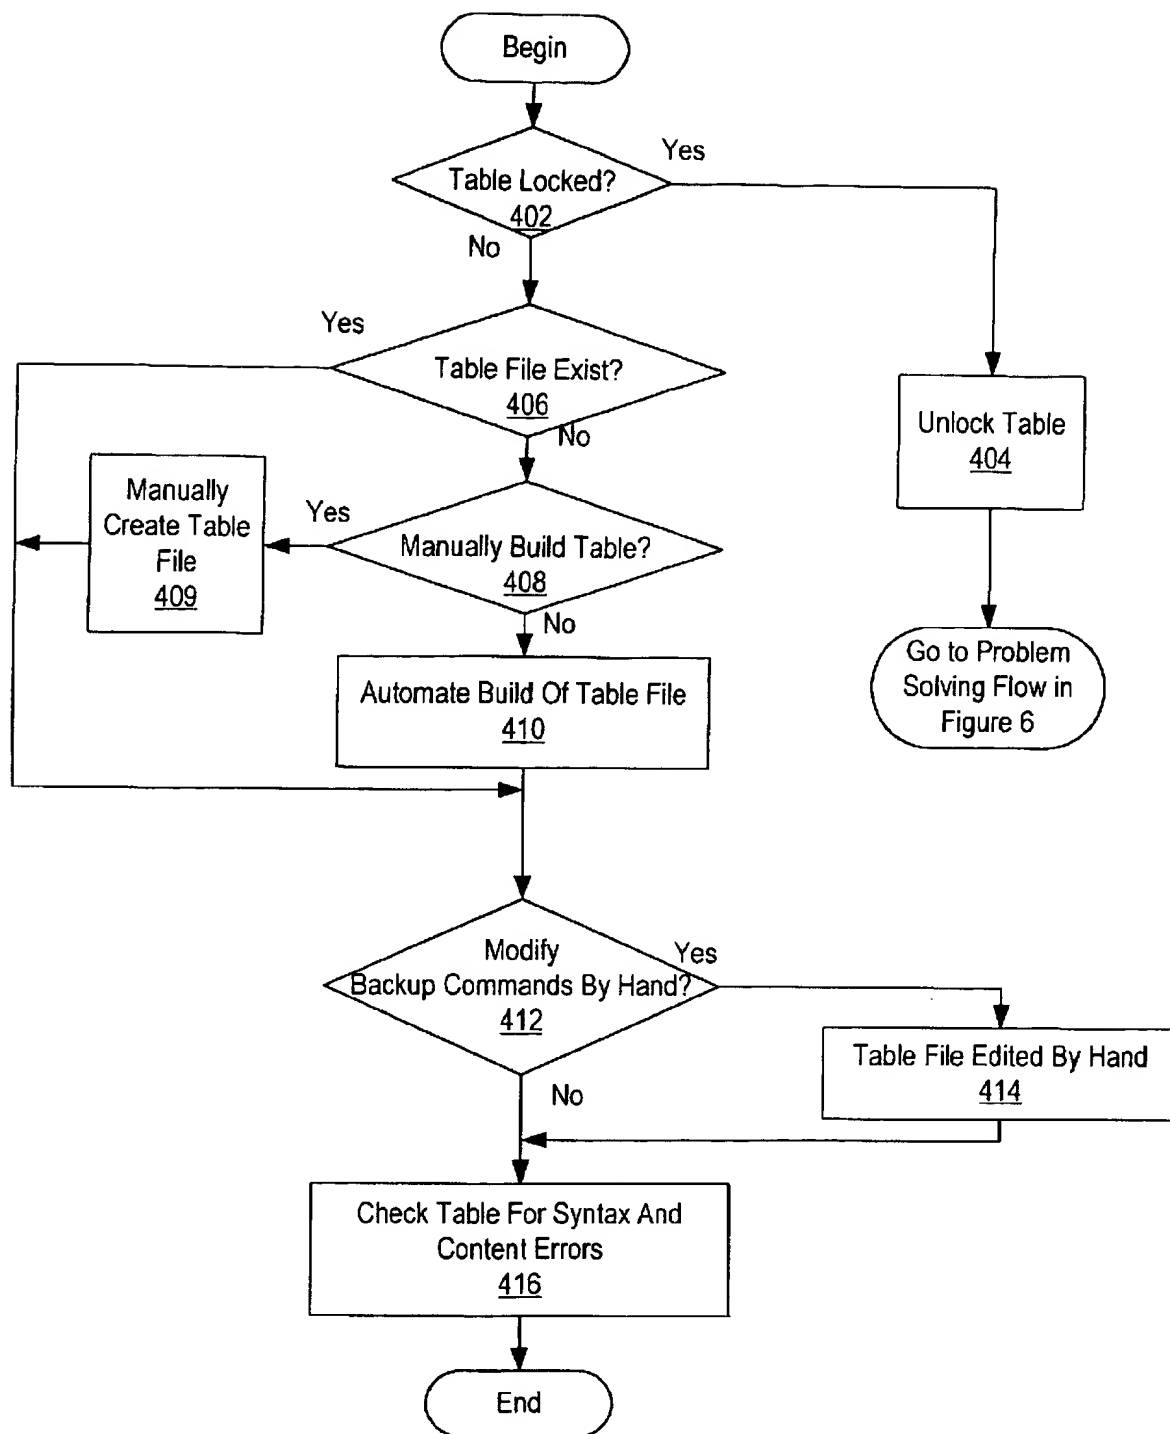 Begin
Yes
Table Locked?
402
No
Yes
Table File Exist?
406
No
Unlock Table
404
Manually
Create Table
File
409
Yes
Manually Build Table?
408
No
Automate Build Of Table File
410
Go to Problem
Solving Flow in
Figure 6
Modify
Backup Commands By Hand?
412
Yes
Table File Edited By Hand
414
No
Check Table For Syntax And
Content Errors
416
End